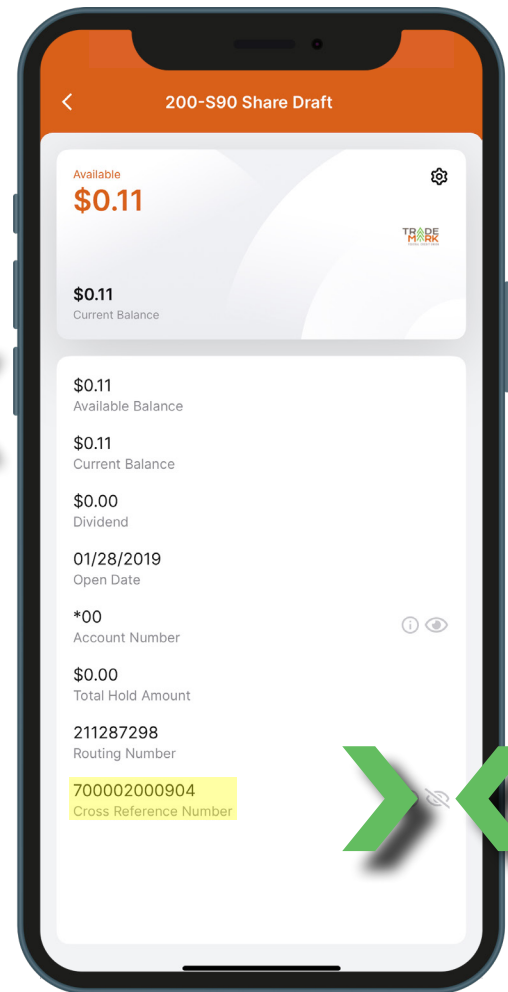 200-S90 Share Draft
Available
$0.11
TRADE
MARK
$0.11
Current Balance
$0.11
Available Balance
$0.11
Current Balance
$0.00
Dividend
01/28/2019
Open Date
*00
Account Number
$0.00
Total Hold Amount
211287298
Routing Number
700002000904
Cross Reference Number